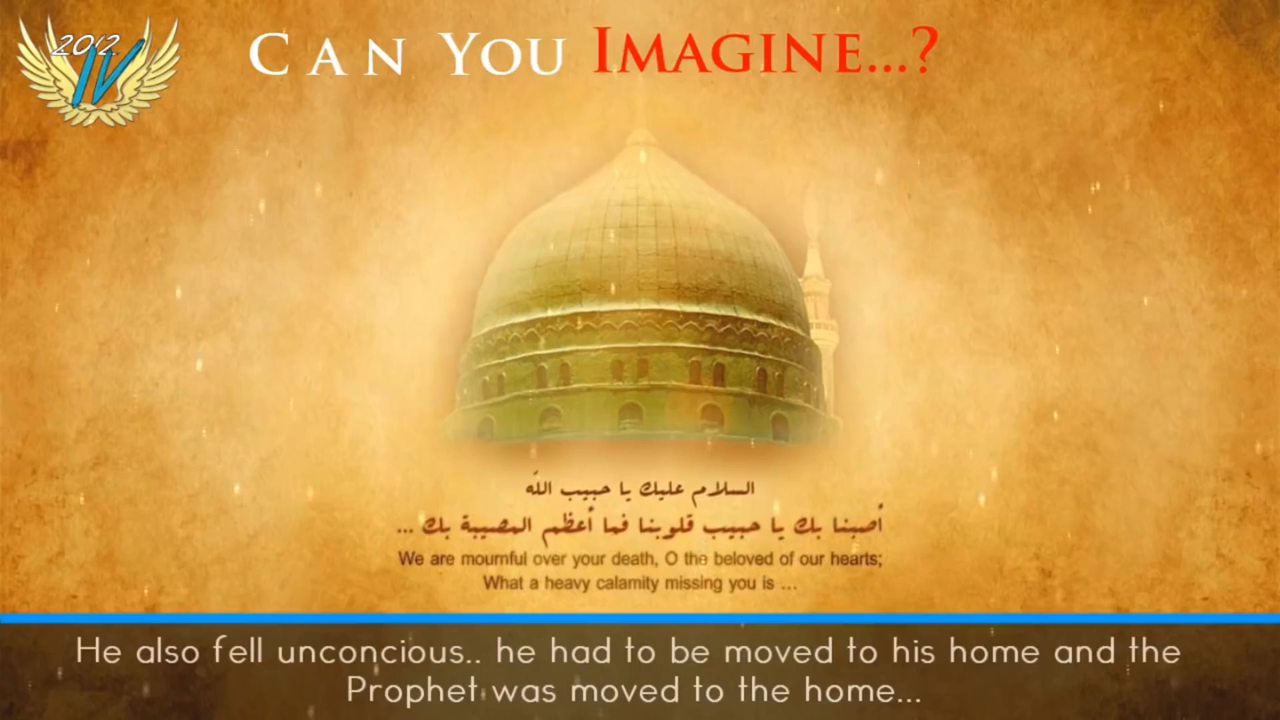 2012
IV
CAN YOU IMAGINE...?
السلام عليك يا حبيب الله
أصبنا بك يا حبيب قلوبنا فما أعظم المصيبة بك ...
We are mournful over your death, O the beloved of our hearts;
What a heavy calamity missing you is ...
He also fell unconcious.. he had to be moved to his home and the
Prophet was moved to the home...